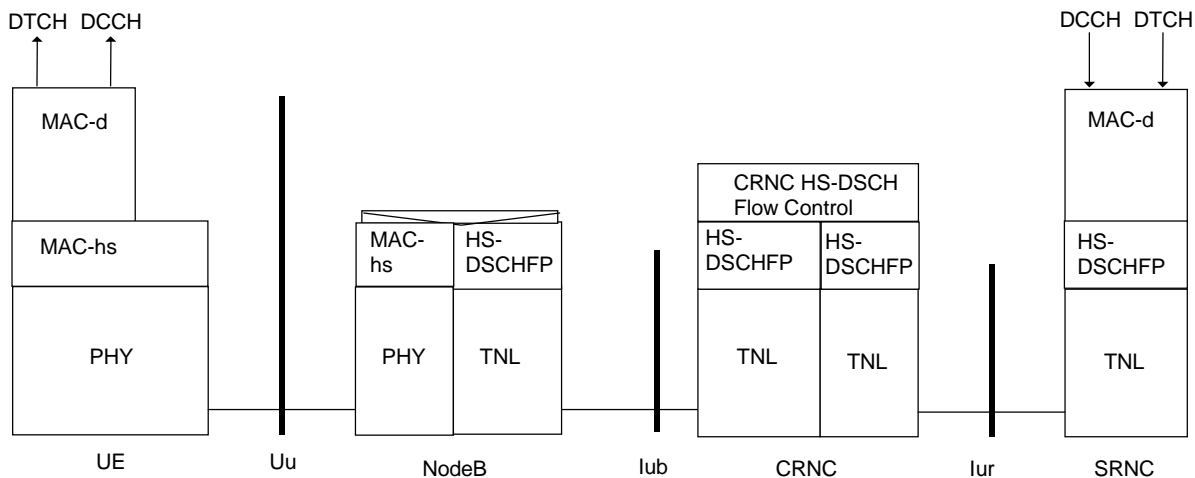 DTCH DCCH
DCCH DTCH
MAC-d
MAC-d
CRNC HS-DSCH
Flow Control
MAC-hs
MAC-
hs
HS-
DSCHFP
HS-
DSCHFP
HS-
DSCHFP
HS-
DSCHFP
PHY
PHY
TNL
TNL
TNL
TNL
UE
Uu
NodeB
Iub
CRNC
Iur
SRNC